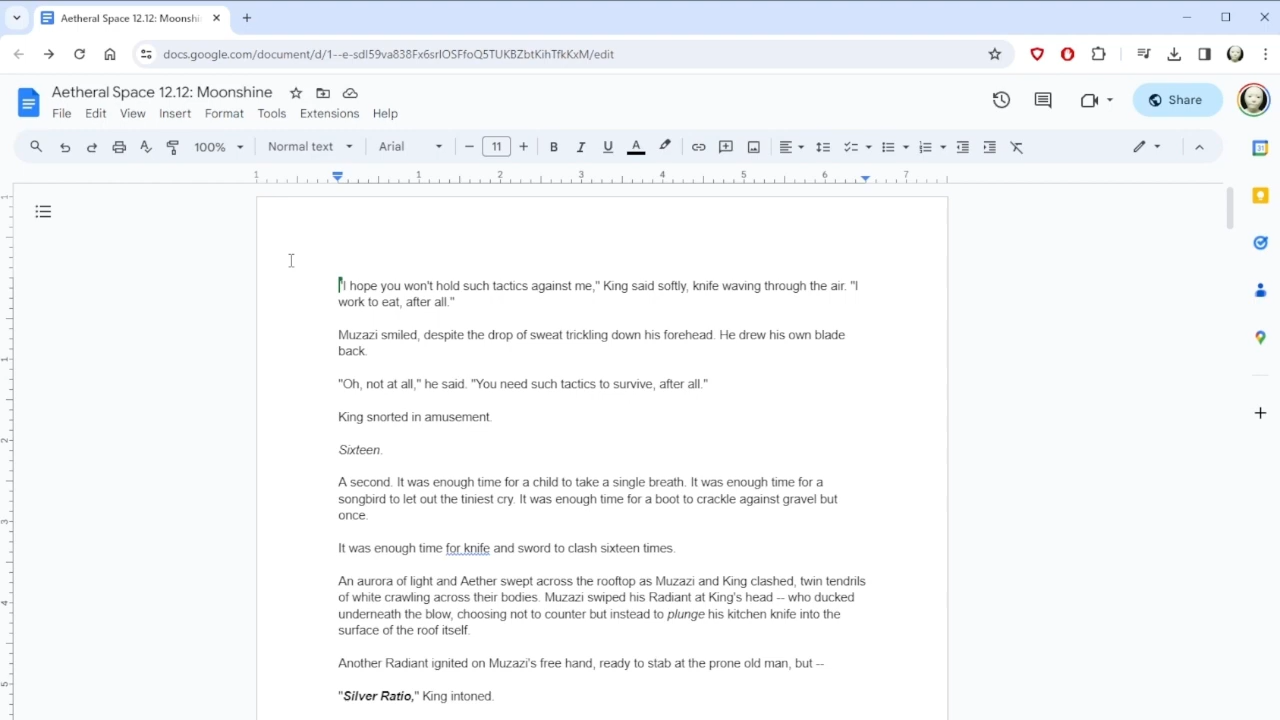 Aetheral Space 12.12: Moonshi
docs.google.com/document/d/1--e-sdl59va838Fx6srlOSFfoQ5TUKBZbtKihTfkKxM/edit
Aetheral Space 12.12: Moonshine
File Edit View Insert Format Tools Extensions Help
Share
100% Normal text Arial 11 B I U A
1 1 2 3 4 5 6 7
"I hope you won't hold such tactics against me," King said softly, knife waving through the air. "I
work to eat, after all."
Muzazi smiled, despite the drop of sweat trickling down his forehead. He drew his own blade
back.
"Oh, not at all," he said. "You need such tactics to survive, after all."
King snorted in amusement.
Sixteen.
A second. It was enough time for a child to take a single breath. It was enough time for a
songbird to let out the tiniest cry. It was enough time for a boot to crackle against gravel but
once.
It was enough time for knife and sword to clash sixteen times.
An aurora of light and Aether swept across the rooftop as Muzazi and King clashed, twin tendrils
of white crawling across their bodies. Muzazi swiped his Radiant at King's head -- who ducked
underneath the blow, choosing not to counter but instead to plunge his kitchen knife into the
surface of the roof itself.
Another Radiant ignited on Muzazi's free hand, ready to stab at the prone old man, but --
"Silver Ratio," King intoned.